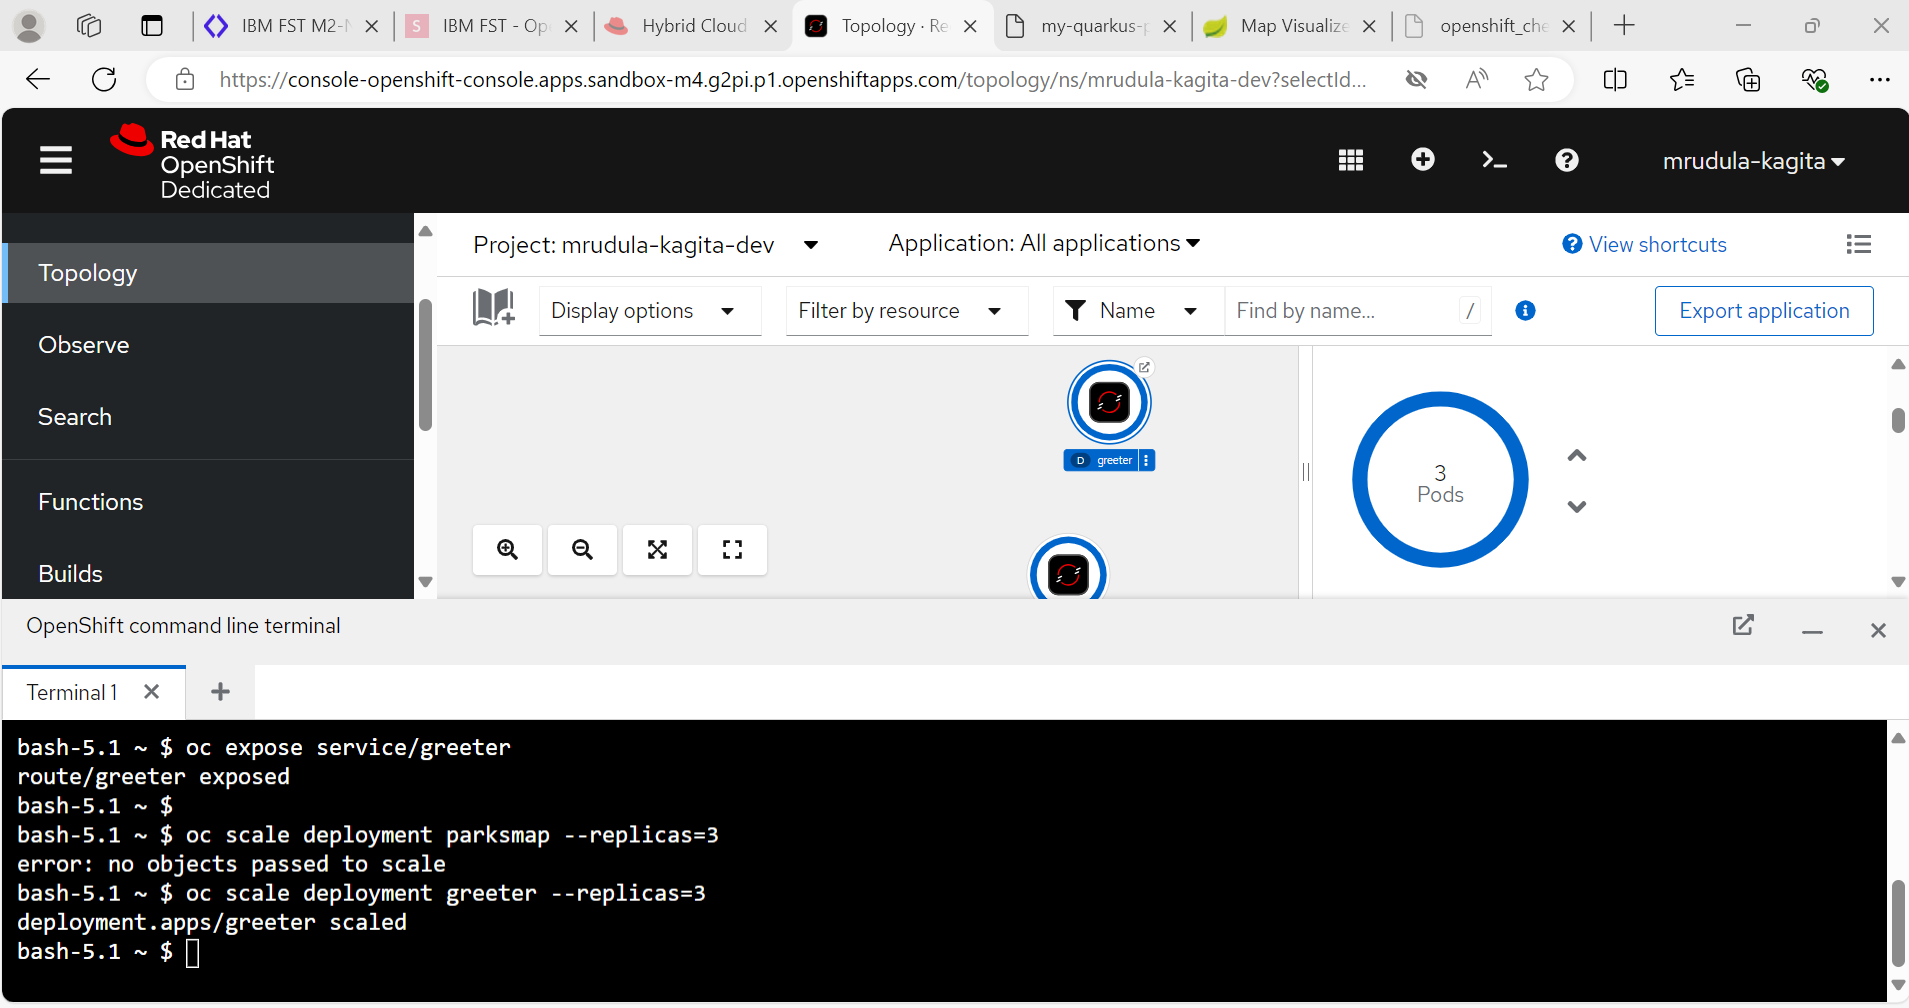 IBM FST M2-
IBM FST - Op
Hybrid Cloud
Topology · Re
my-quarkus-p
Map Visualize
openshift_che
https://console-openshift-console.apps.sandbox-m4.g2pi.p1.openshiftapps.com/topology/ns/mrudula-kagita-dev?selectId...
Red Hat
OpenShift
Dedicated
mrudula-kagita
Topology
Observe
Search
Functions
Builds
Project: mrudula-kagita-dev
Application: All applications
View shortcuts
Display options
Filter by resource
Name
Find by name...
/
Export application
D greeter
3
Pods
OpenShift command line terminal
Terminal 1
bash-5.1 ~ $ oc expose service/greeter
route/greeter exposed
bash-5.1 ~ $
bash-5.1 ~ $ oc scale deployment parksmap --replicas=3
error: no objects passed to scale
bash-5.1 ~ $ oc scale deployment greeter --replicas=3
deployment.apps/greeter scaled
bash-5.1 ~ $